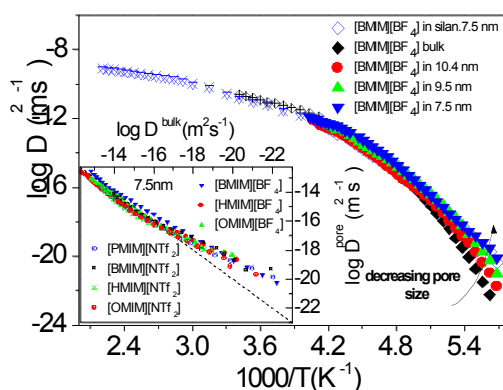 [BMIM][BF4] in silan.7.5 nm
[BMIM][BF4] bulk
[BMIM][BF4] in 10.4 nm
[BMIM][BF4] in 9.5 nm
[BMIM][BF4] in 7.5 nm
log D (m2s-1)
-8
-12
-16
-20
-24
log Dbulk(m2s-1)
-14 -16 -18 -20 -22
7.5nm
[BMIM][BF4]
[HMIM][BF4]
[OMIM][BF4]
[PMIM][NTf2]
[BMIM][NTf2]
[HMIM][NTf2]
[OMIM][NTf2]
-14
-16
-18
-20
-22
log Dpore (m2s-1)
decreasing pore
size
2.4 3.0 3.6 4.2 4.8 5.4
1000/T(K-1)